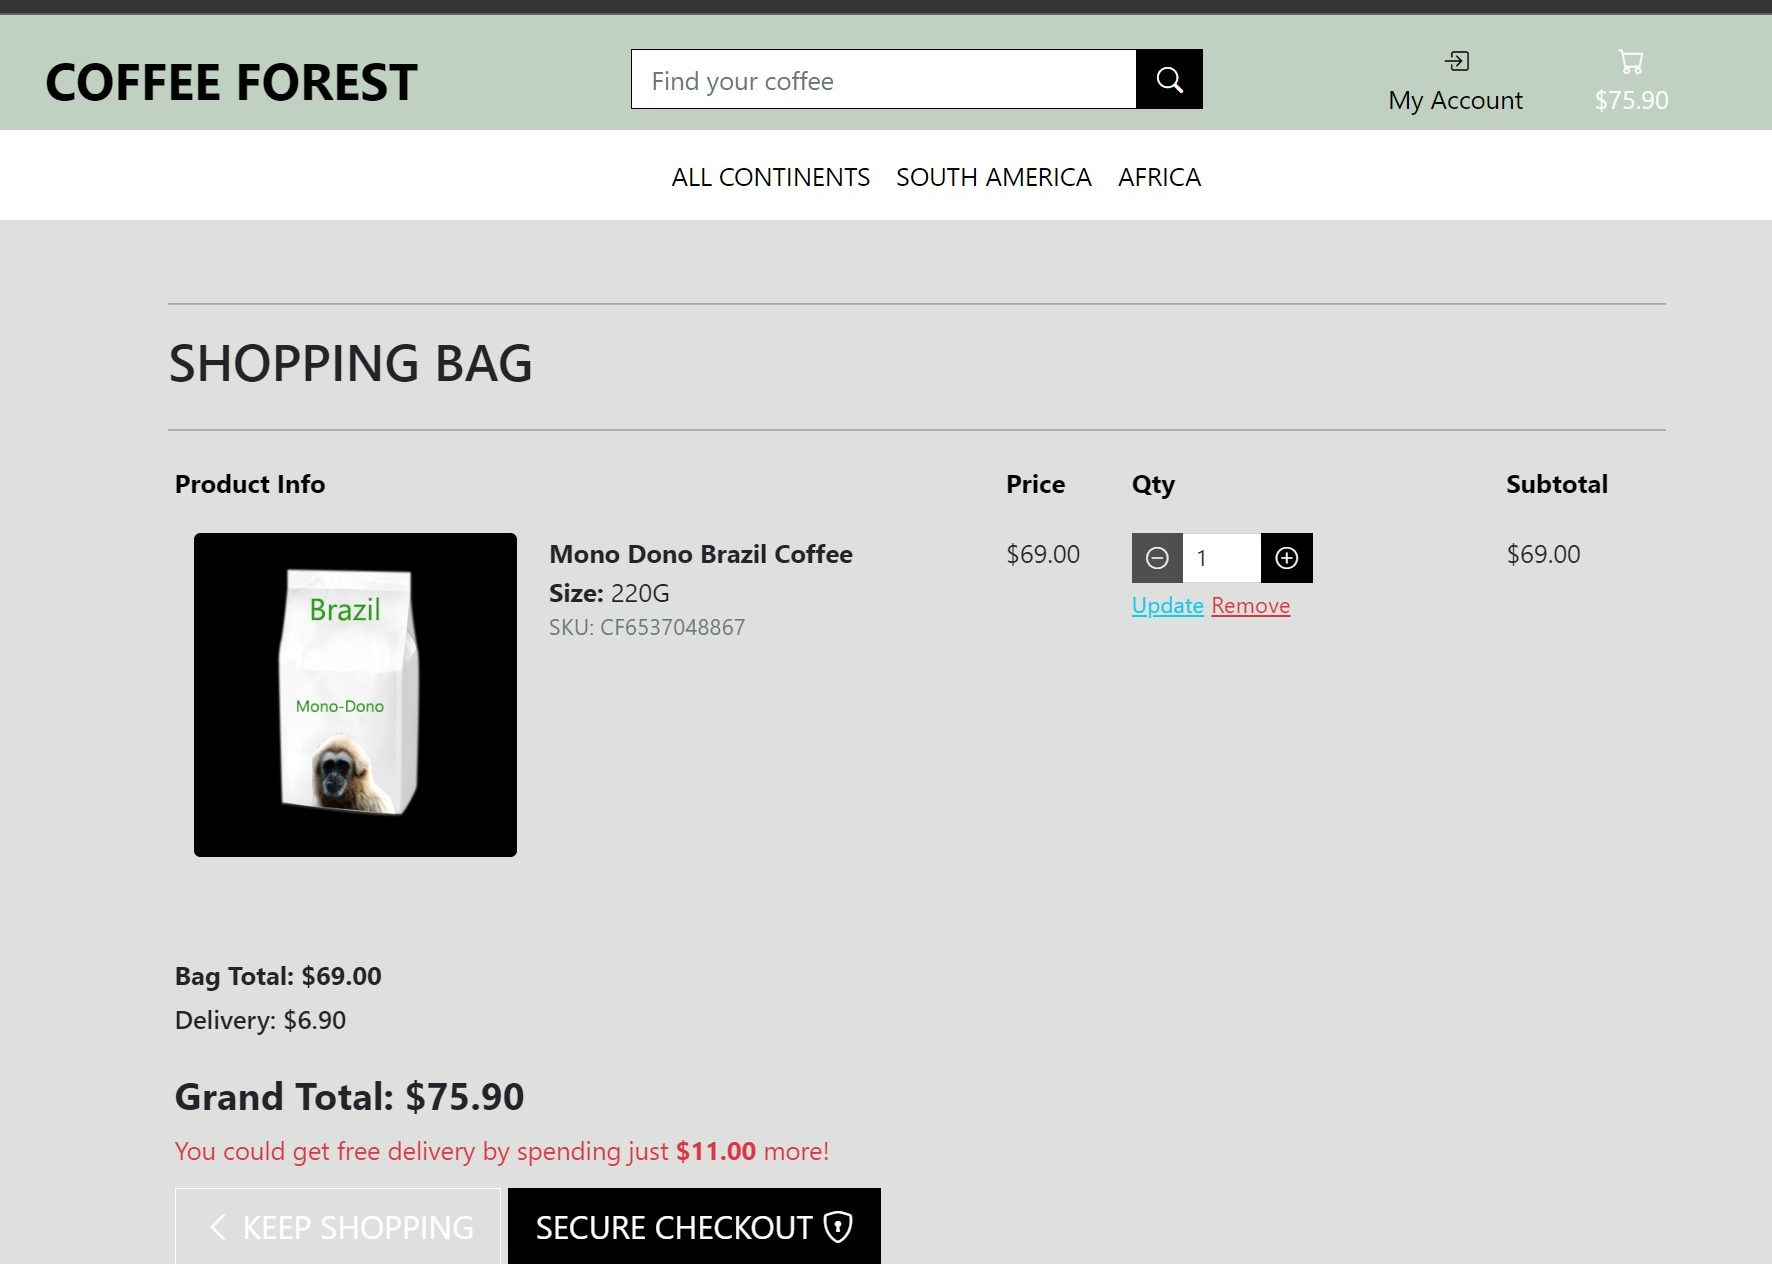 COFFEE FOREST
Find your coffee
My Account
$75.90
ALL CONTINENTS SOUTH AMERICA AFRICA
SHOPPING BAG
Product Info Price Qty Subtotal
Brazil
Mono-Dono
Mono Dono Brazil Coffee
Size: 220G
SKU: CF6537048867
$69.00
1
Update Remove
$69.00
Bag Total: $69.00
Delivery: $6.90
Grand Total: $75.90
You could get free delivery by spending just $11.00 more!
KEEP SHOPPING
SECURE CHECKOUT